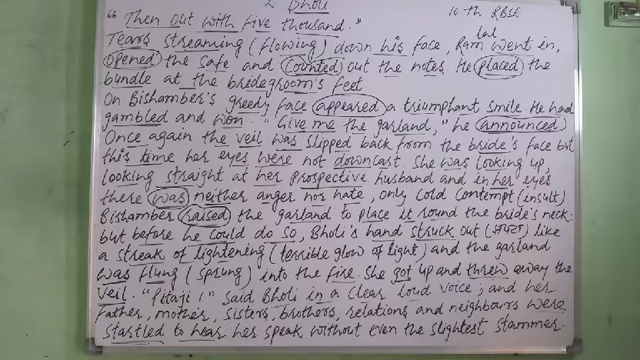 2 Bholi
10-th RBSE
"Then out with five thousand."
Tears streaming (flowing) down his face, Ram lal went in,
opened the safe and counted out the notes. He placed the
bundle at the bridegroom's feet.
On Bishamber's greedy face appeared a triumphant smile. He had
gambled and won. "Give me the garland," he announced
Once again the veil was slipped back from the bride's face but
this time her eyes were not downcast. She was looking up,
looking straight at her prospective husband and in her eyes
there was neither anger nor hate, only cold contempt (insult).
Bishamber raised the garland to place it round the bride's neck:
but before he could do so, Bholi's hand struck out (झपटा) like
a streak of lightening (terrible glow of light) and the garland
was flung (sprung) into the fire. She got up and threw away the
veil. "Pitaji!" said Bholi in a clear loud voice; and her
father, mother, sisters, brothers, relations and neighbours were
startled to hear her speak without even the slightest stammer.